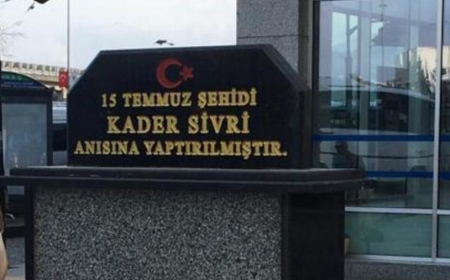 15 TEMMUZ ŞEHİDİ
KADER SİVRİ
ANISINA YAPTIRILMIŞTIR.